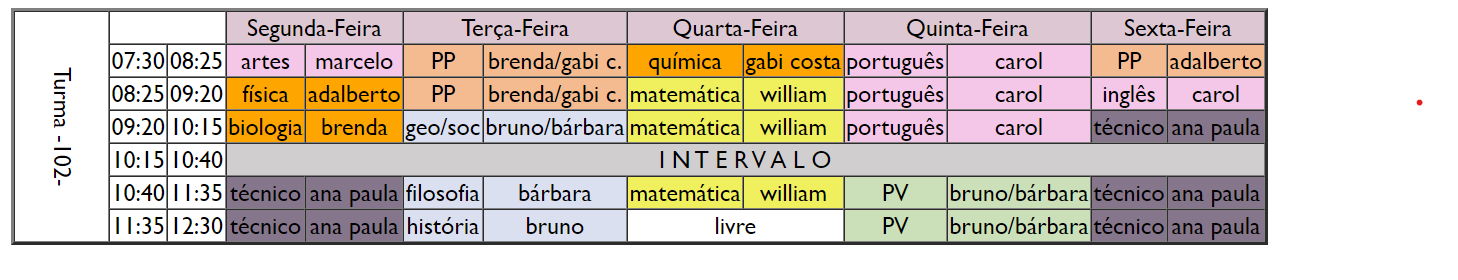 Segunda-Feira Terça-Feira Quarta-Feira Quinta-Feira Sexta-Feira
Turma -102-
07:30 08:25 artes marcelo PP brenda/gabi c. química gabi costa português carol PP adalberto
08:25 09:20 física adalberto PP brenda/gabi c. matemática william português carol inglês carol
09:20 10:15 biologia brenda geo/soc bruno/bárbara matemática william português carol técnico ana paula
10:15 10:40 INTERVALO
10:40 11:35 técnico ana paula filosofia bárbara matemática william PV bruno/bárbara técnico ana paula
11:35 12:30 técnico ana paula história bruno livre PV bruno/bárbara técnico ana paula